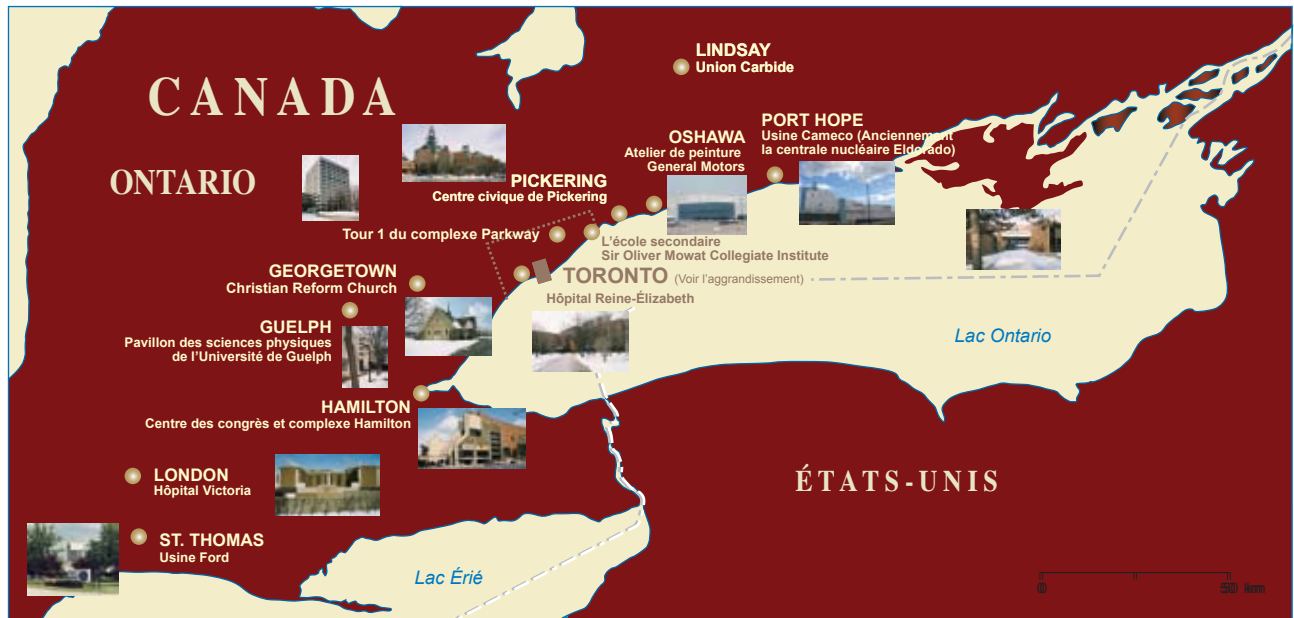 CANADA
ONTARIO
LINDSAY
Union Carbide
PORT HOPE
Usine Cameco (Anciennement
la centrale nucléaire Eldorado)
OSHAWA
Atelier de peinture
General Motors
PICKERING
Centre civique de Pickering
Tour 1 du complexe Parkway
L'école secondaire
Sir Oliver Mowat Collegiate Institute
TORONTO (Voir l'aggrandissement)
Hôpital Reine-Élizabeth
GEORGETOWN
Christian Reform Church
GUELPH
Pavillon des sciences physiques
de l'Université de Guelph
HAMILTON
Centre des congrès et complexe Hamilton
LONDON
Hôpital Victoria
ST. THOMAS
Usine Ford
Lac Ontario
ÉTATS-UNIS
Lac Érié